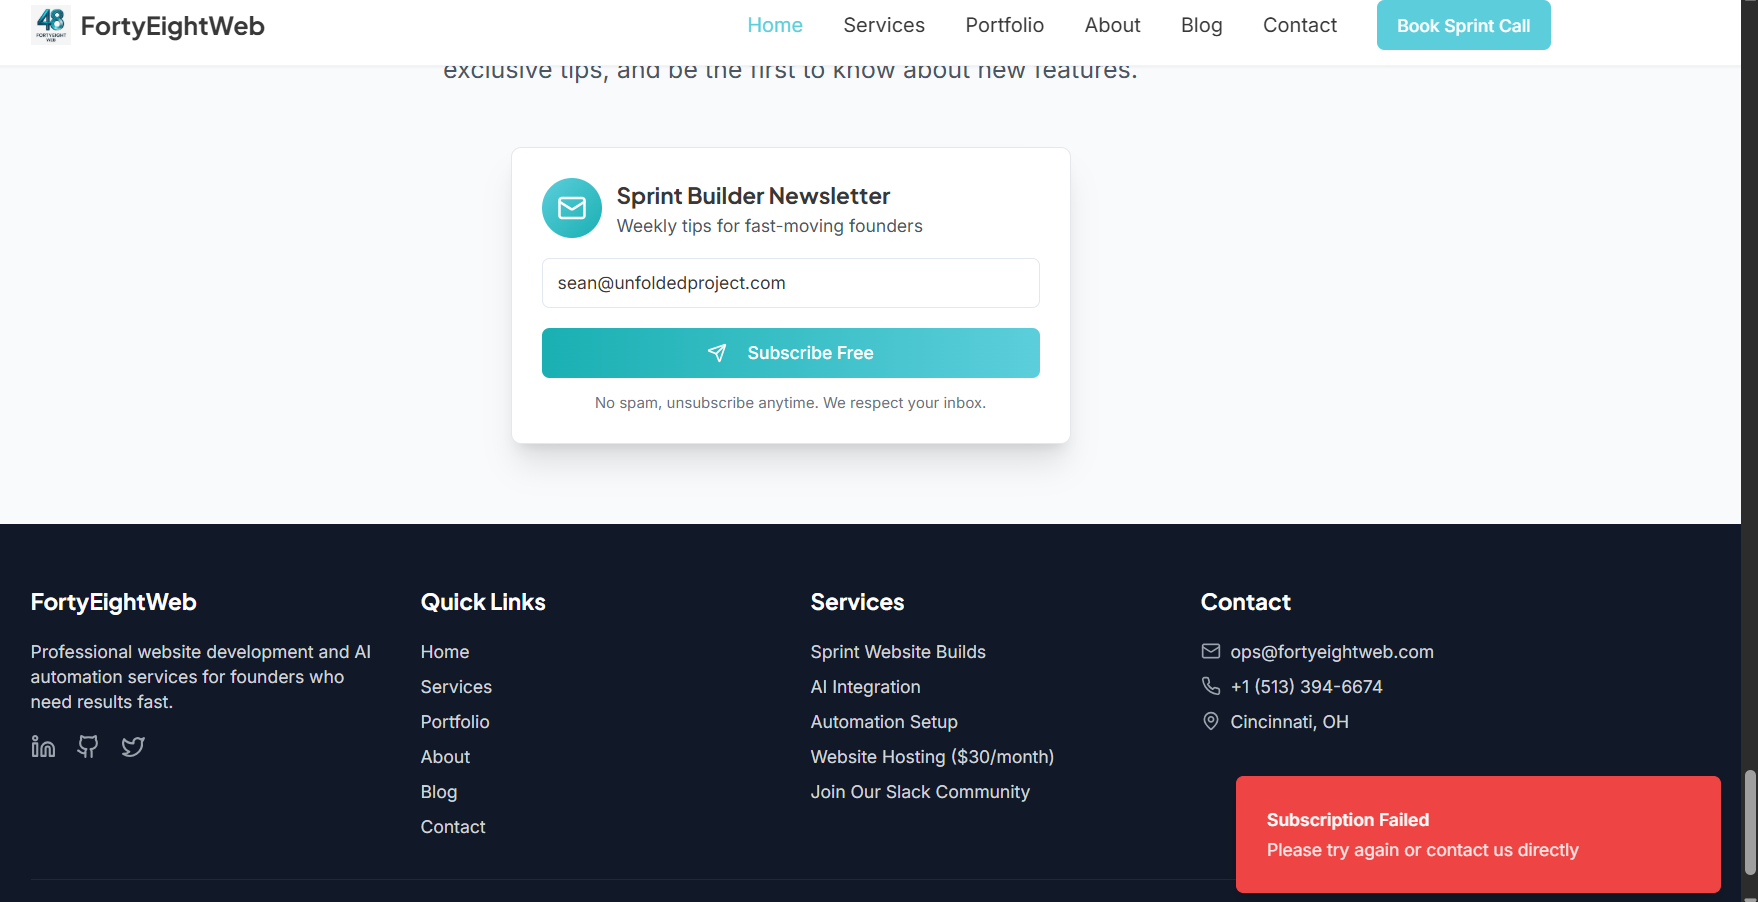 48
FORTYEIGHT
WEB
FortyEightWeb
Home
Services
Portfolio
About
Blog
Contact
Book Sprint Call
exclusive tips, and be the first to know about new features.
Sprint Builder Newsletter
Weekly tips for fast-moving founders
sean@unfoldedproject.com
Subscribe Free
No spam, unsubscribe anytime. We respect your inbox.
FortyEightWeb
Professional website development and AI
automation services for founders who
need results fast.
Quick Links
Home
Services
Portfolio
About
Blog
Contact
Services
Sprint Website Builds
AI Integration
Automation Setup
Website Hosting ($30/month)
Join Our Slack Community
Contact
ops@fortyeightweb.com
+1 (513) 394-6674
Cincinnati, OH
Subscription Failed
Please try again or contact us directly